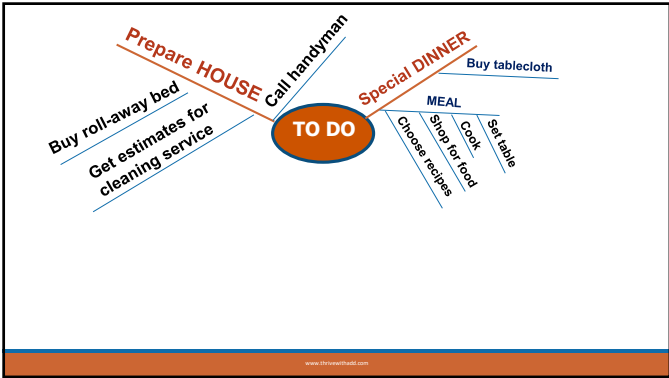 Prepare HOUSE
Call handyman
Buy roll-away bed
Get estimates for
cleaning service
TO DO
Special DINNER
Buy tablecloth
MEAL
Choose recipes
Shop for food
Cook
Set table
www.thrivewithadd.com